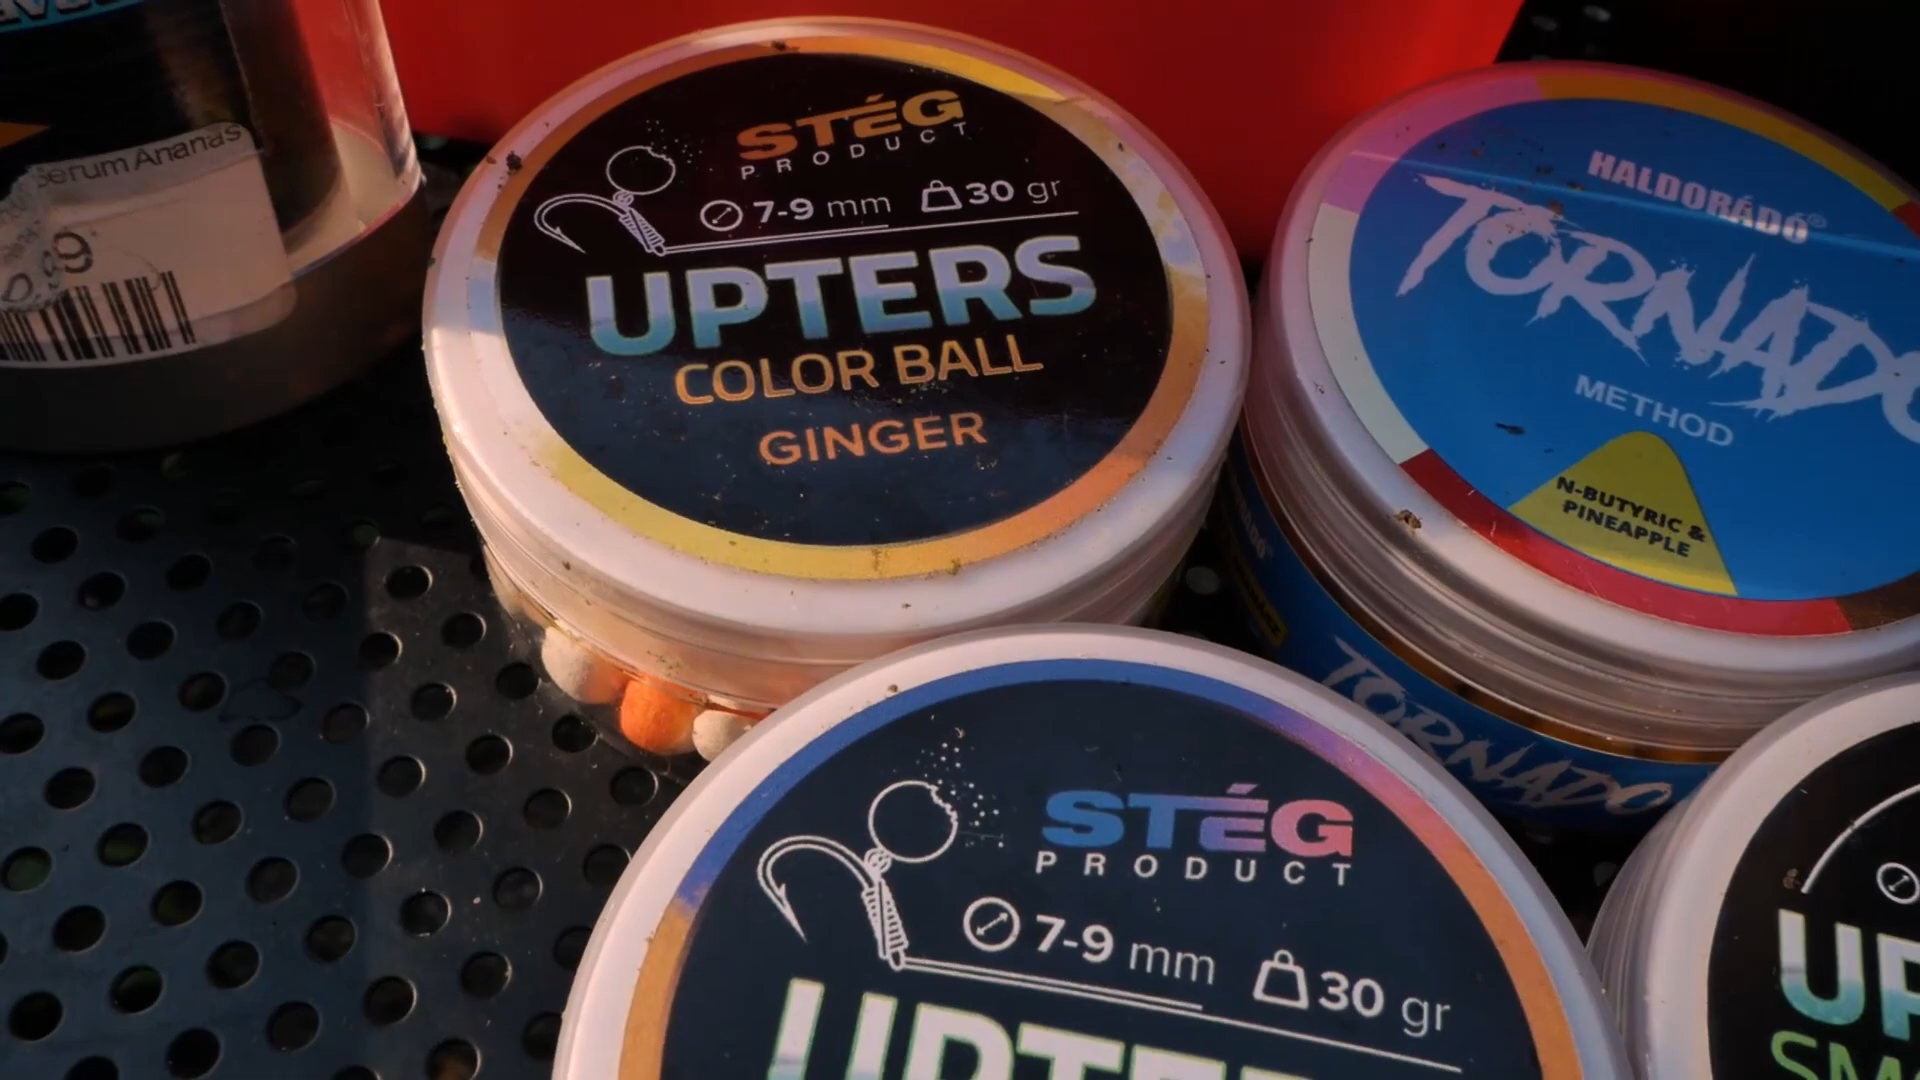 Serum Ananas
STÉG
PRODUCT
7-9 mm 30 gr
UPTERS
COLOR BALL
GINGER
HALDORÁDÓ®
TORNADO
METHOD
N-BUTYRIC &
PINEAPPLE
TORNADO
STÉG
PRODUCT
7-9 mm 30 gr